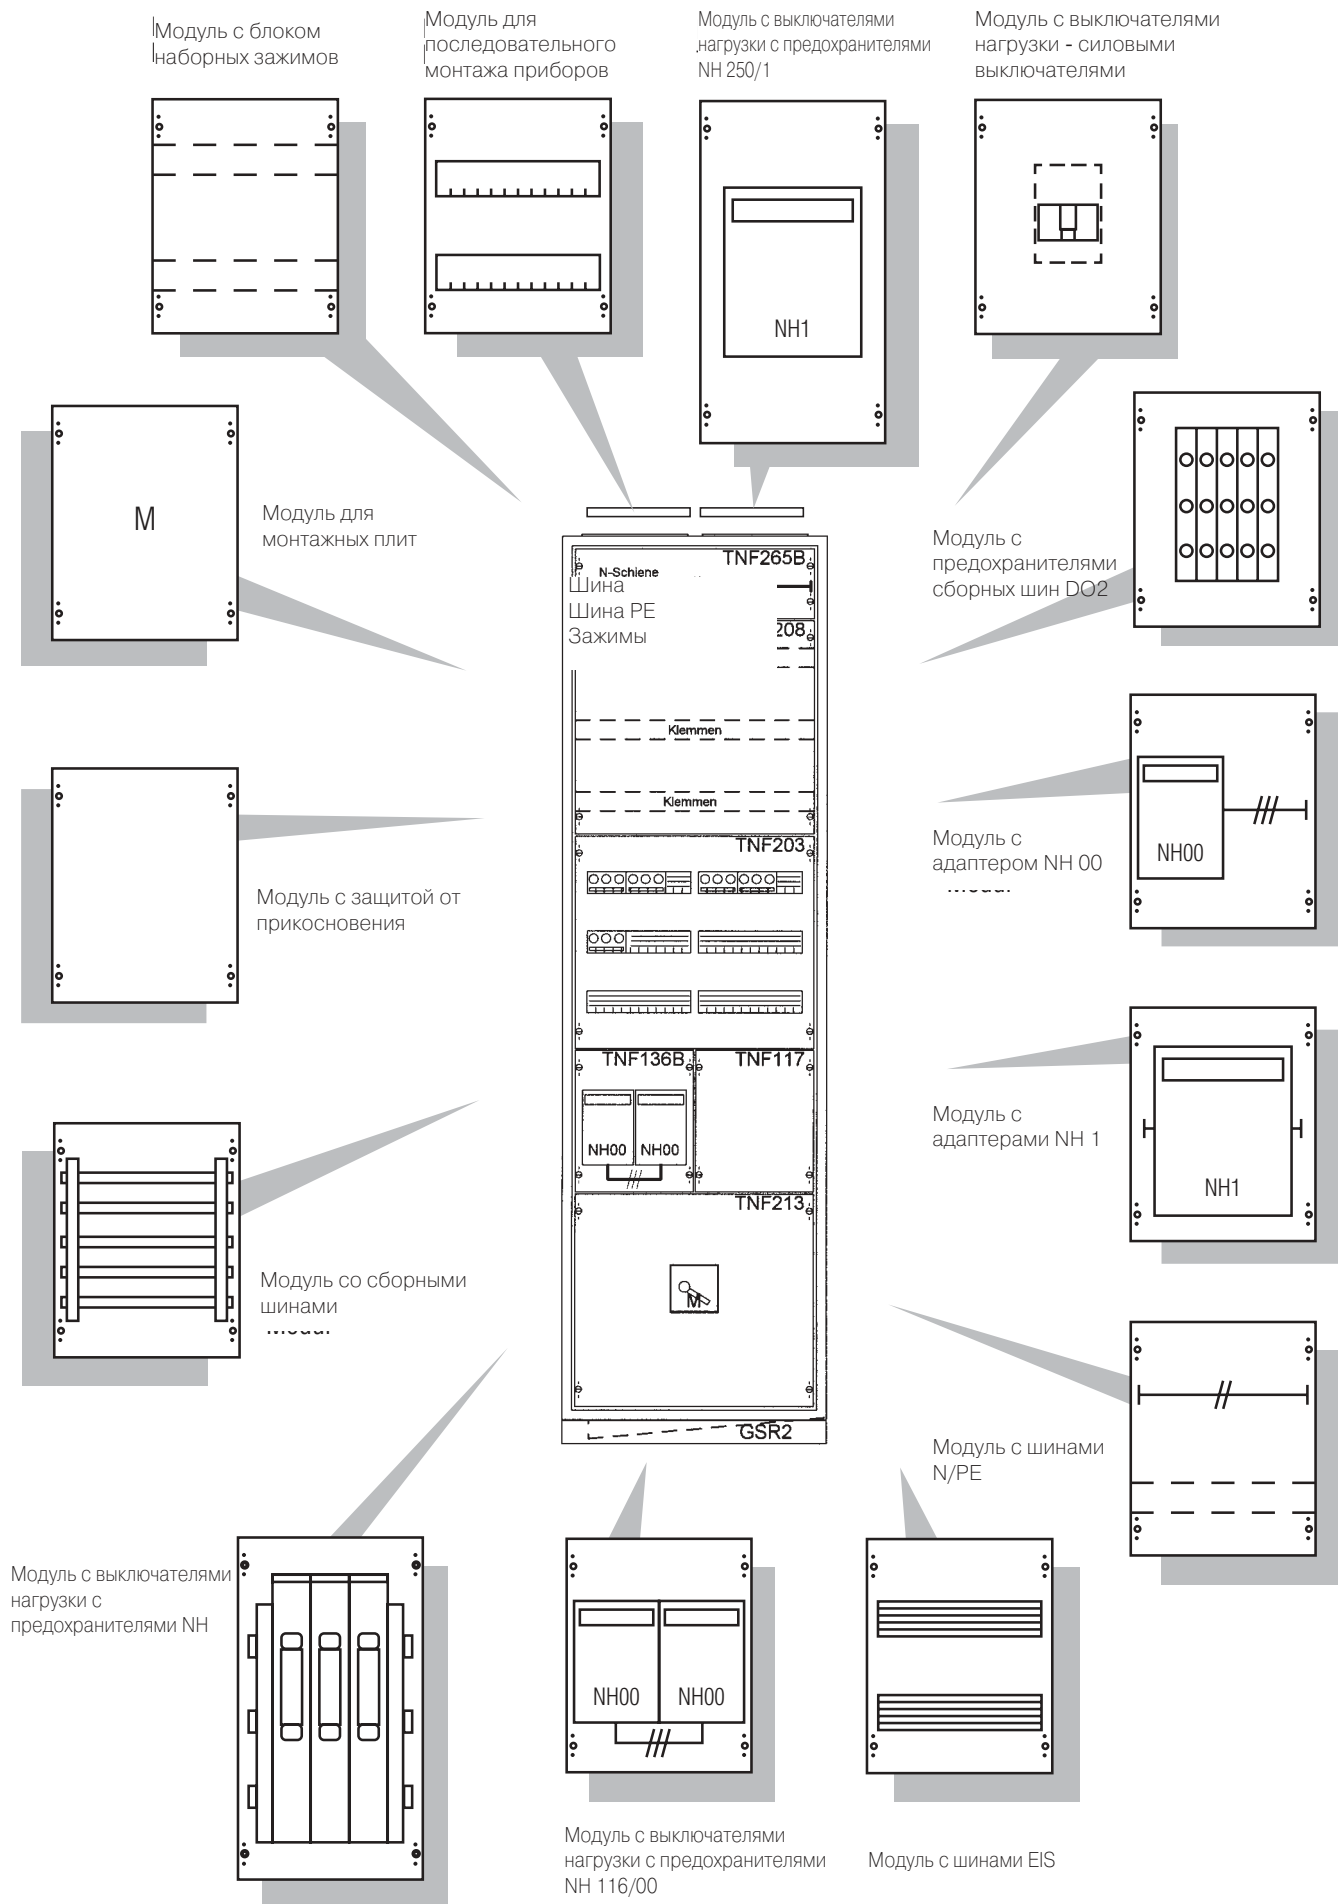 Модуль с блоком
наборных зажимов
Модуль для
последовательного
монтажа приборов
Модуль с выключателями
нагрузки с предохранителями
NH 250/1
Модуль с выключателями
нагрузки - силовыми
выключателями
NH1
M
Модуль для
монтажных плит
Модуль с
предохранителями
сборных шин DO2
TNF265B
N-Schiene
Шина
Шина PE
Зажимы
208
Klemmen
Klemmen
TNF203
Модуль с
адаптером NH 00
NH00
Модуль с защитой от
прикосновения
TNF136B
TNF117
NH00 NH00
Модуль с
адаптерами NH 1
NH1
TNF213
M
Модуль со сборными
шинами
GSR2
Модуль с шинами
N/PE
Модуль с выключателями
нагрузки с
предохранителями NH
NH00 NH00
Модуль с выключателями
нагрузки с предохранителями
NH 116/00
Модуль с шинами EIS